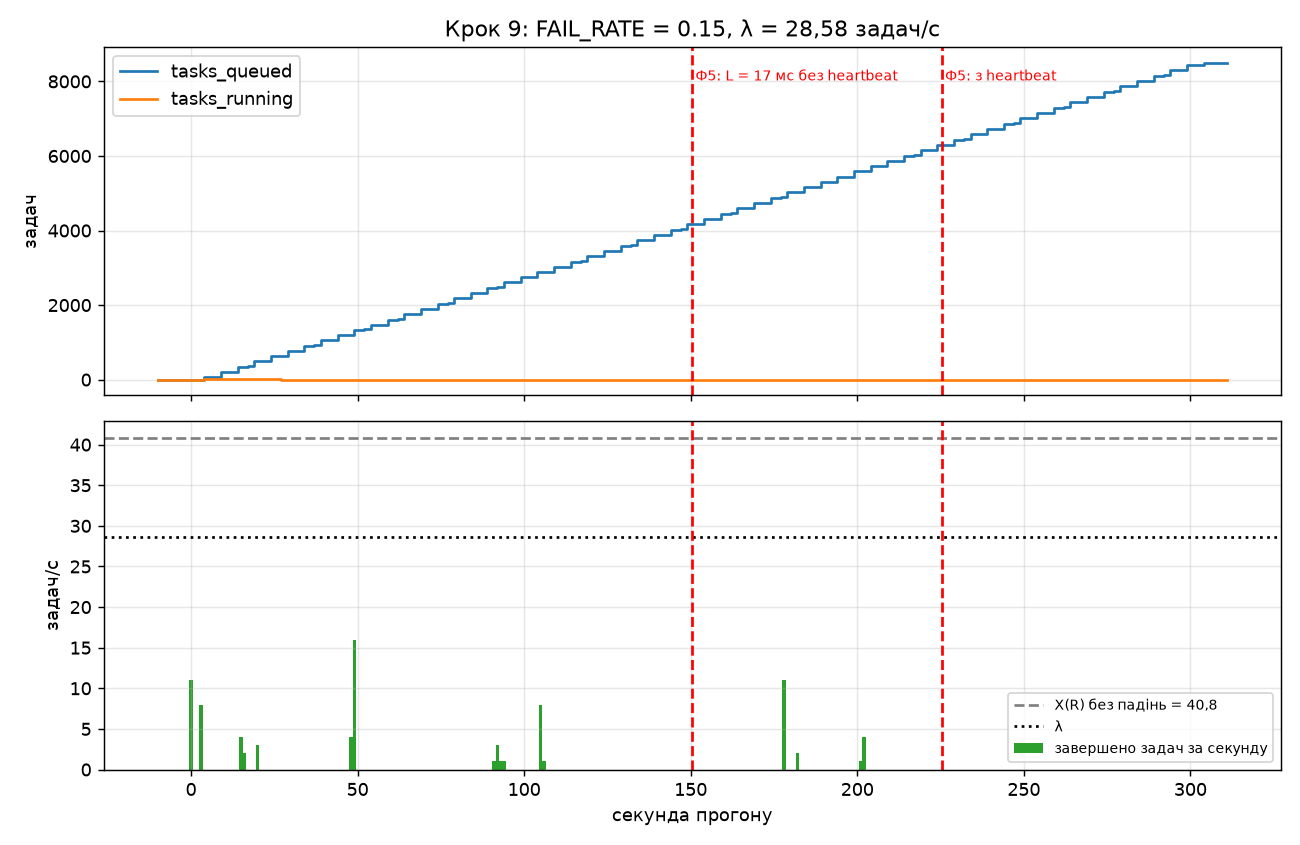 Крок 9: FAIL_RATE = 0.15, λ = 28,58 задач/с
tasks_queued
tasks_running
Ф5: L = 17 мс без heartbeat
Ф5: з heartbeat
8000
6000
4000
2000
0
задач
40
35
30
25
20
15
10
5
0
задач/с
X(R) без падінь = 40,8
λ
завершено задач за секунду
0
50
100
150
200
250
300
секунда прогону